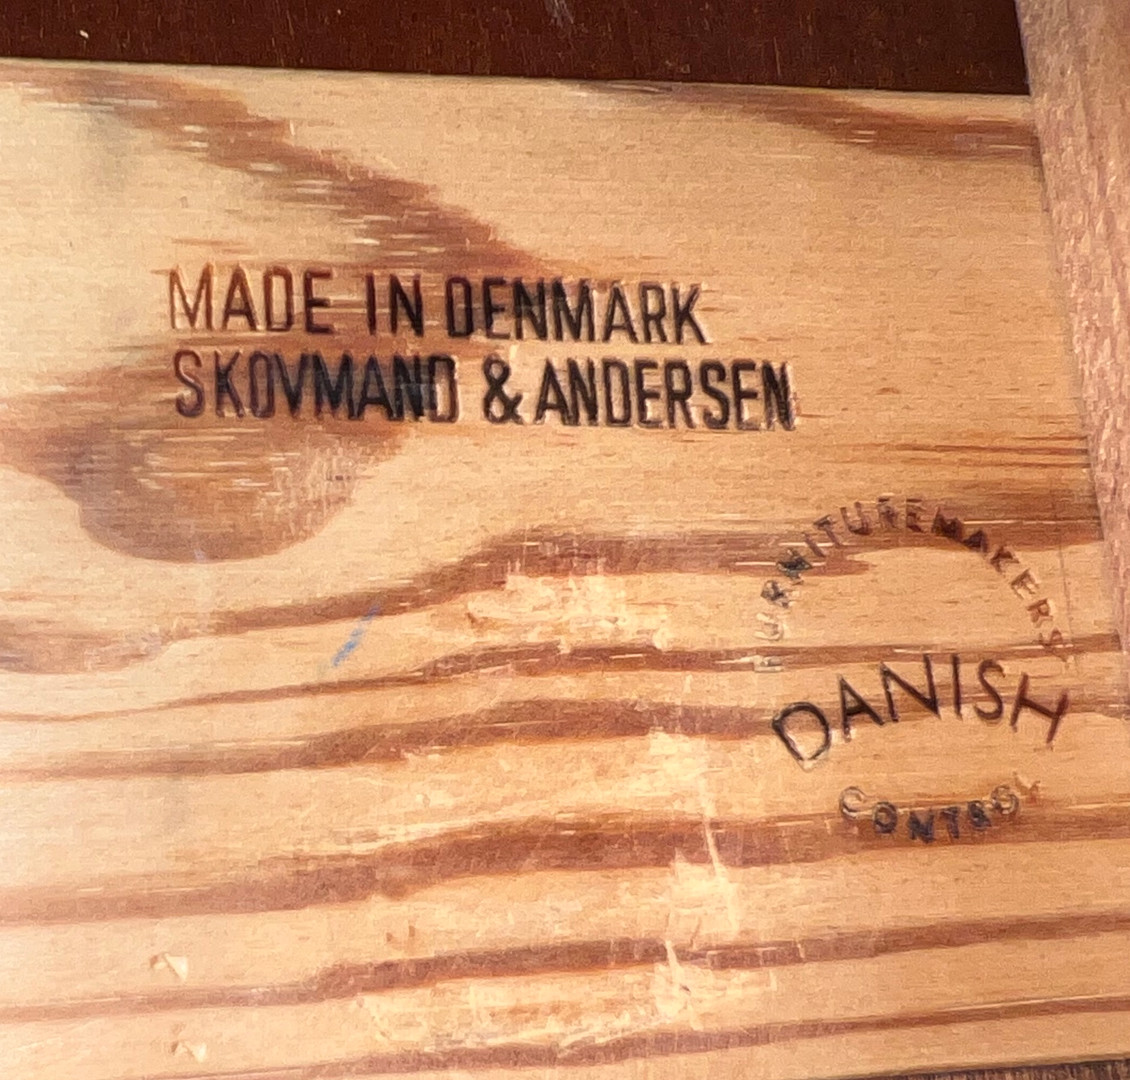 MADE IN DENMARK
SKOVMAND & ANDERSEN
FURNITUREMAKERS
DANISH
CONTROL